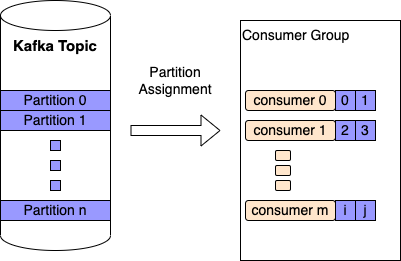 Kafka Topic
Partition 0
Partition 1
Partition n
Partition
Assignment
Consumer Group
consumer 0 0 1
consumer 1 2 3
consumer m i j